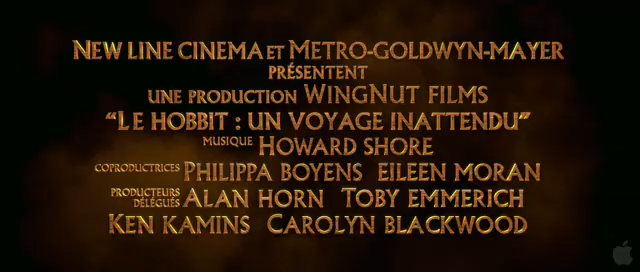 NEW LINE CINEMA ET METRO-GOLDWYN-MAYER
PRÉSENTENT
UNE PRODUCTION WINGNUT FILMS
“LE HOBBIT : UN VOYAGE INATTENDU”
MUSIQUE HOWARD SHORE
COPRODUCTRICES PHILIPPA BOYENS EILEEN MORAN
PRODUCTEURS DÉLÉGUÉS ALAN HORN TOBY EMMERICH
KEN KAMINS CAROLYN BLACKWOOD